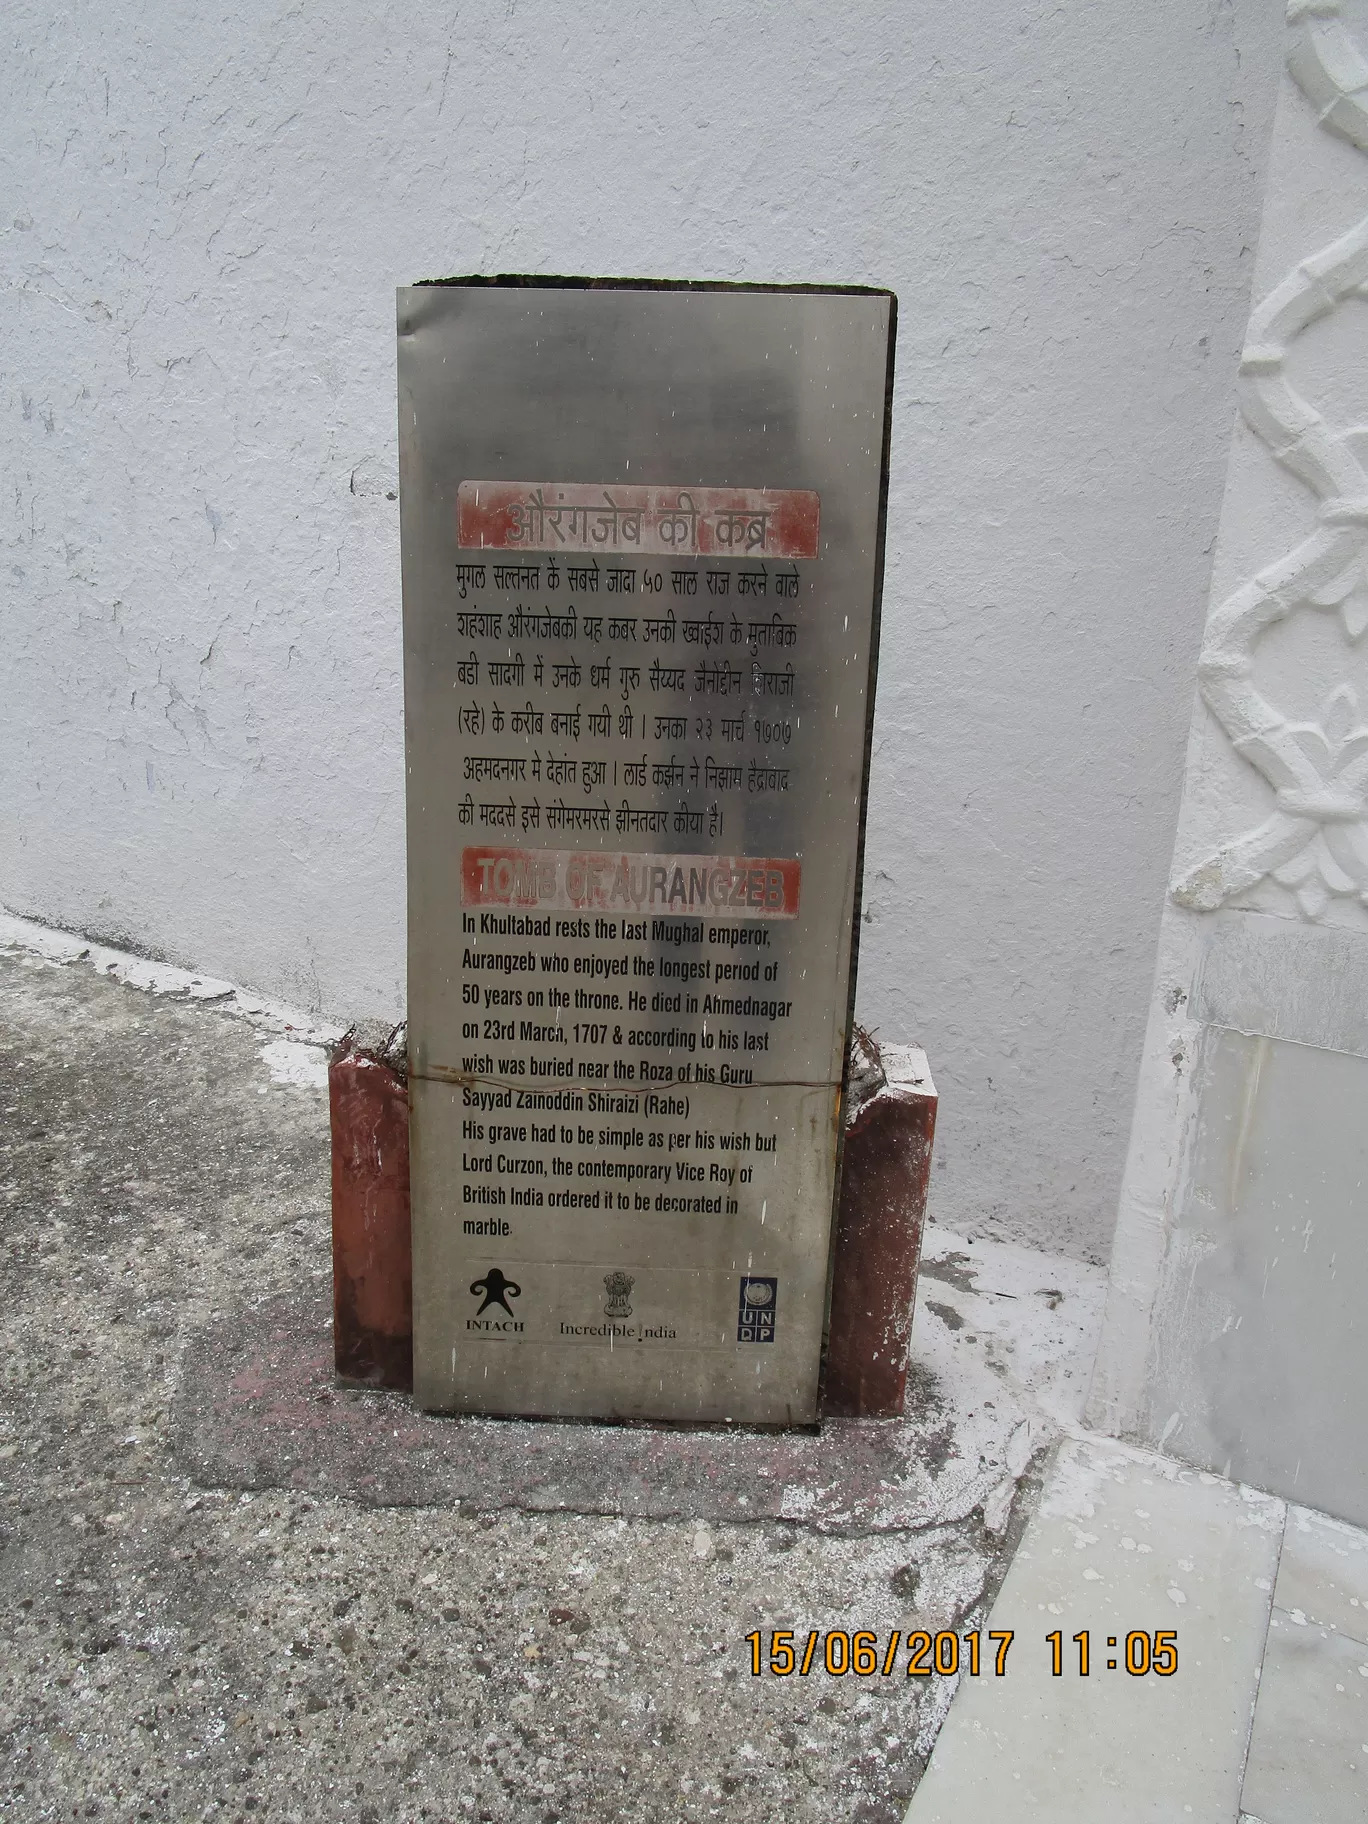 औरंगजेब की कब्र
मुगल सल्तनत कें सबसे जादा ५० साल राज करने वाले
शहंशाह औरंगजेबकी यह कबर उनकी ख्वाईश के मुताबिक
बडी सादगी में उनके धर्म गुरु सैय्यद जैनोद्दीन शिराजी
(रहे) के करीब बनाई गयी थी । उनका २३ मार्च १७०७
अहमदनगर मे देहांत हुआ । लार्ड कर्झन ने निझाम हैद्राबाद
की मददसे इसे संगेमरमरसे झीनतदार कीया है।
TOMB OF AURANGZEB
In Khultabad rests the last Mughal emperor,
Aurangzeb who enjoyed the longest period of
50 years on the throne. He died in Ahmednagar
on 23rd March, 1707 & according to his last
wish was buried near the Roza of his Guru
Sayyad Zainoddin Shiraizi (Rahe)
His grave had to be simple as per his wish but
Lord Curzon, the contemporary Vice Roy of
British India ordered it to be decorated in
marble.
INTACH
Incredible !ndia
UN
DP
15/06/2017 11:05